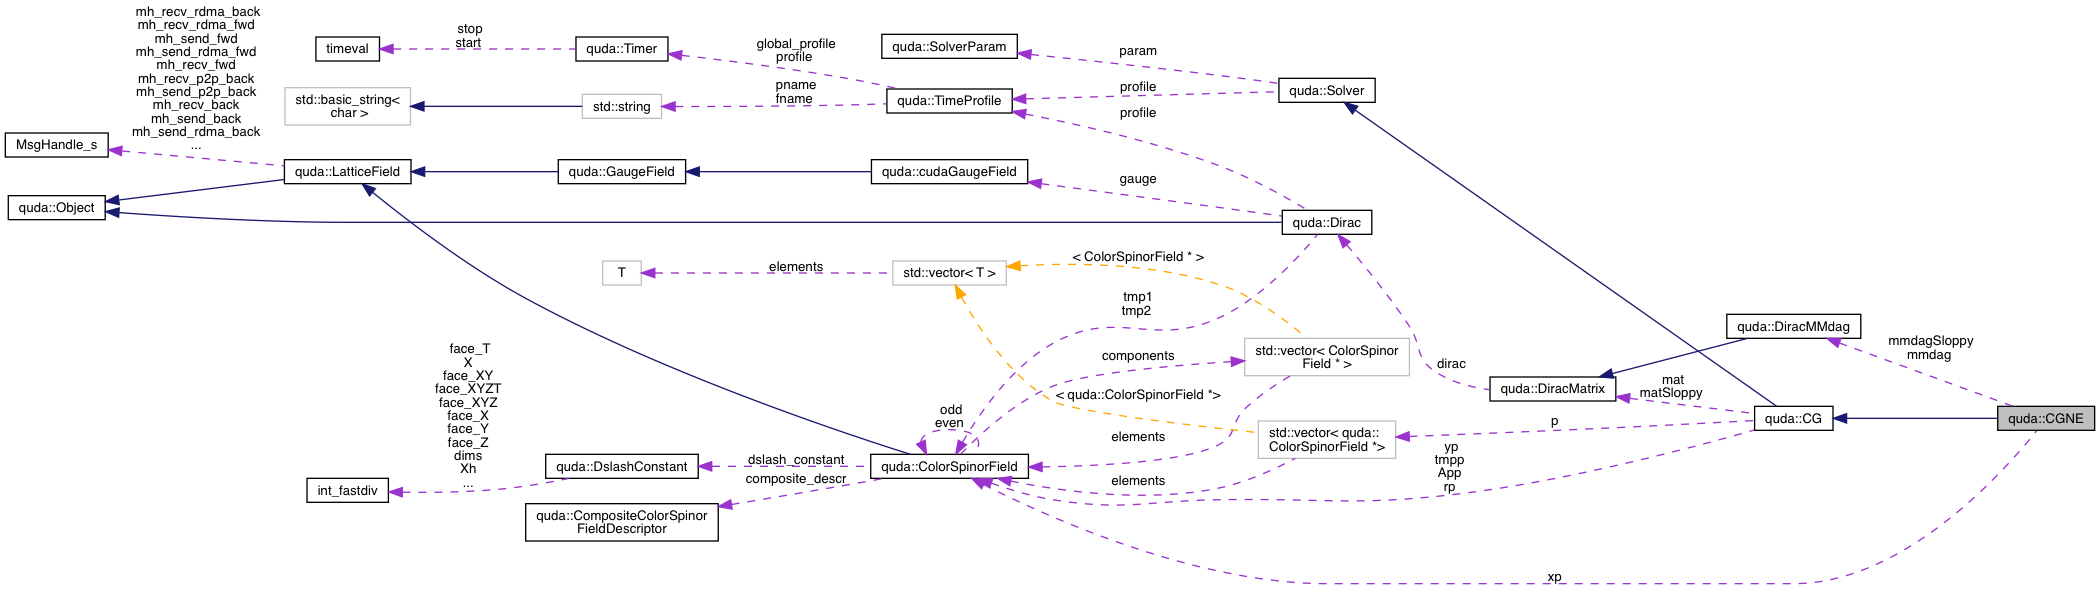 mh_recv_rdma_back
mh_recv_rdma_fwd
mh_send_fwd
mh_send_rdma_fwd
mh_recv_fwd
mh_recv_p2p_back
mh_send_p2p_back
mh_recv_back
mh_send_back
mh_send_rdma_back
...
MsgHandle_s
quda::Object
timeval
stop
start
quda::Timer
global_profile
profile
std::basic_string<
char >
std::string
pname
fname
quda::TimeProfile
quda::SolverParam
param
profile
profile
quda::Solver
quda::LatticeField
quda::GaugeField
quda::cudaGaugeField
gauge
quda::Dirac
T
elements
std::vector< T >
< ColorSpinorField * >
tmp1
tmp2
components
std::vector< ColorSpinor
Field * >
< quda::ColorSpinorField *>
dirac
quda::DiracMMdag
mmdagSloppy
mmdag
quda::DiracMatrix
mat
matSloppy
quda::CG
quda::CGNE
face_T
X
face_XY
face_XYZT
face_XYZ
face_X
face_Y
face_Z
dims
Xh
...
int_fastdiv
quda::DslashConstant
dslash_constant
composite_descr
quda::CompositeColorSpinor
FieldDescriptor
odd
even
quda::ColorSpinorField
elements
elements
std::vector< quda::
ColorSpinorField *>
p
yp
tmpp
App
rp
xp